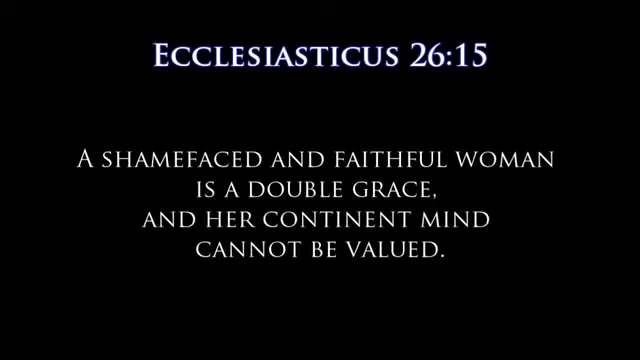 Ecclesiasticus 26:15
A shamefaced and faithful woman
is a double grace,
and her continent mind
cannot be valued.